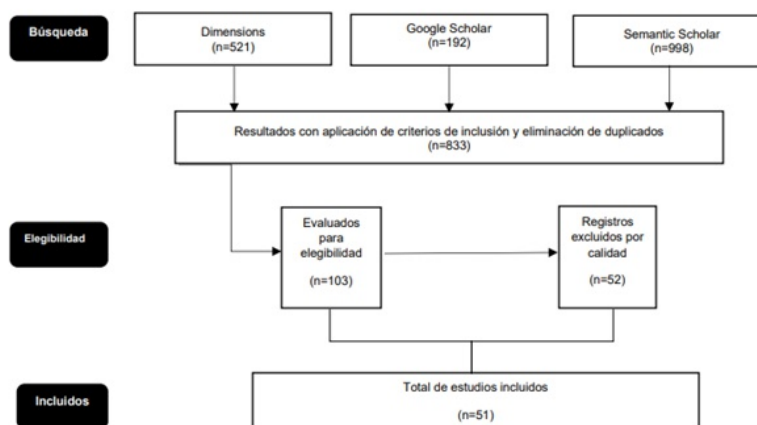 Búsqueda
Dimensions
(n=521)
Google Scholar
(n=192)
Semantic Scholar
(n=998)
Resultados con aplicación de criterios de inclusión y eliminación de duplicados
(n=833)
Elegibilidad
Evaluados
para
elegibilidad
(n=103)
Registros
excluidos por
calidad
(n=52)
Incluidos
Total de estudios incluidos
(n=51)